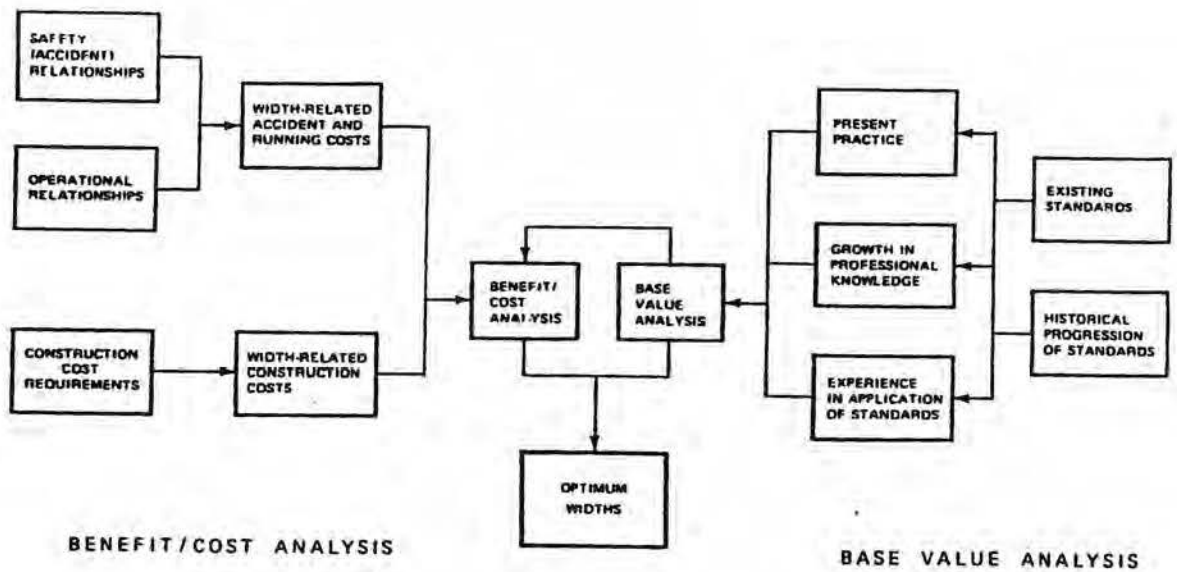 SAFETY
(ACCIDENT)
RELATIONSHIPS
OPERATIONAL
RELATIONSHIPS
WIDTH-RELATED
ACCIDENT AND
RUNNING COSTS
CONSTRUCTION
COST
REQUIREMENTS
WIDTH-RELATED
CONSTRUCTION
COSTS
BENEFIT/
COST
ANALYSIS
BASE
VALUE
ANALYSIS
OPTIMUM
WIDTHS
PRESENT
PRACTICE
GROWTH IN
PROFESSIONAL
KNOWLEDGE
EXPERIENCE
IN APPLICATION
OF STANDARDS
EXISTING
STANDARDS
HISTORICAL
PROGRESSION
OF STANDARDS
BENEFIT/COST ANALYSIS
BASE VALUE ANALYSIS